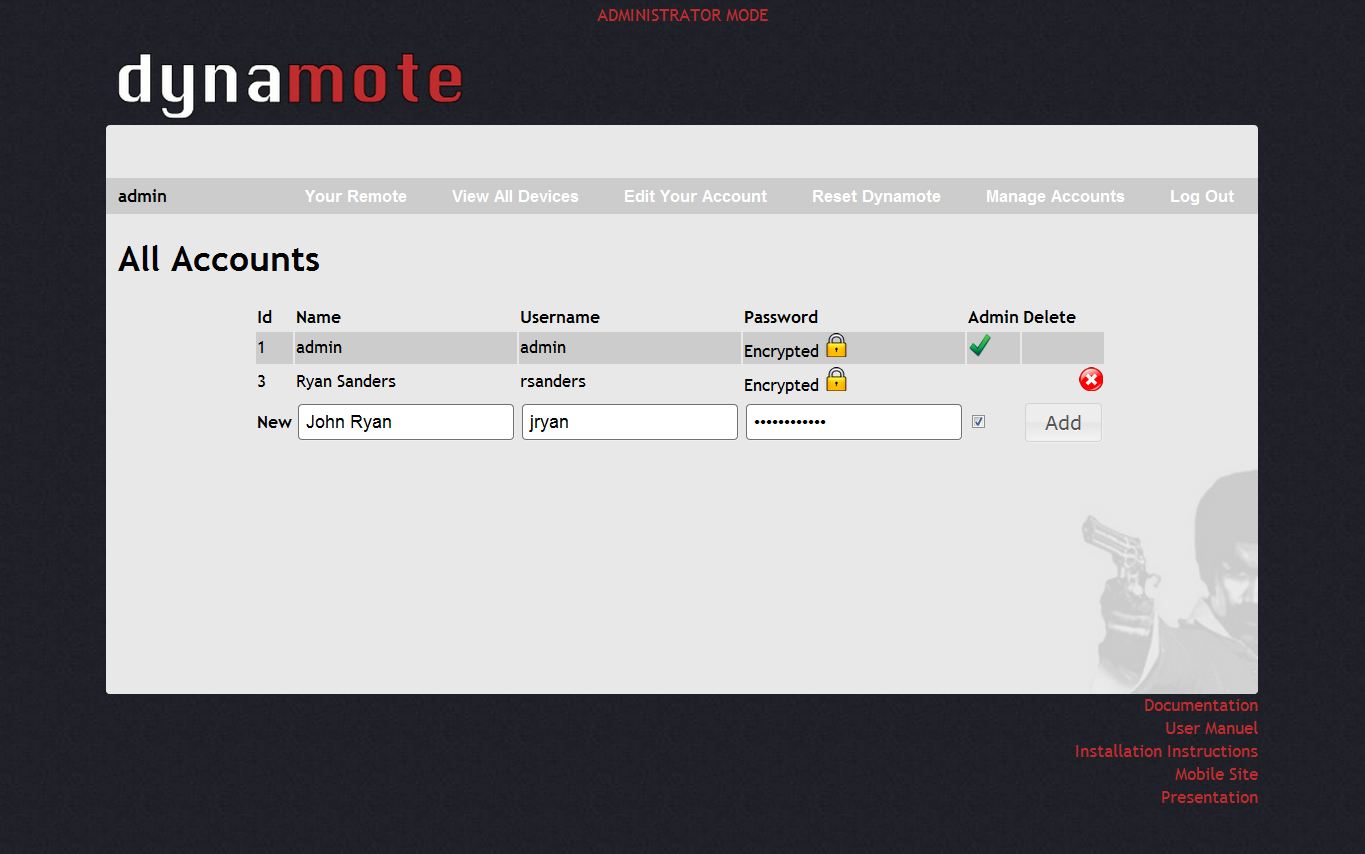 ADMINISTRATOR MODE
dynamote
admin Your Remote View All Devices Edit Your Account Reset Dynamote Manage Accounts Log Out
All Accounts
Id Name Username Password Admin Delete
1 admin admin Encrypted
3 Ryan Sanders rsanders Encrypted
New John Ryan jryan •••••••••••• Add
Documentation
User Manuel
Installation Instructions
Mobile Site
Presentation